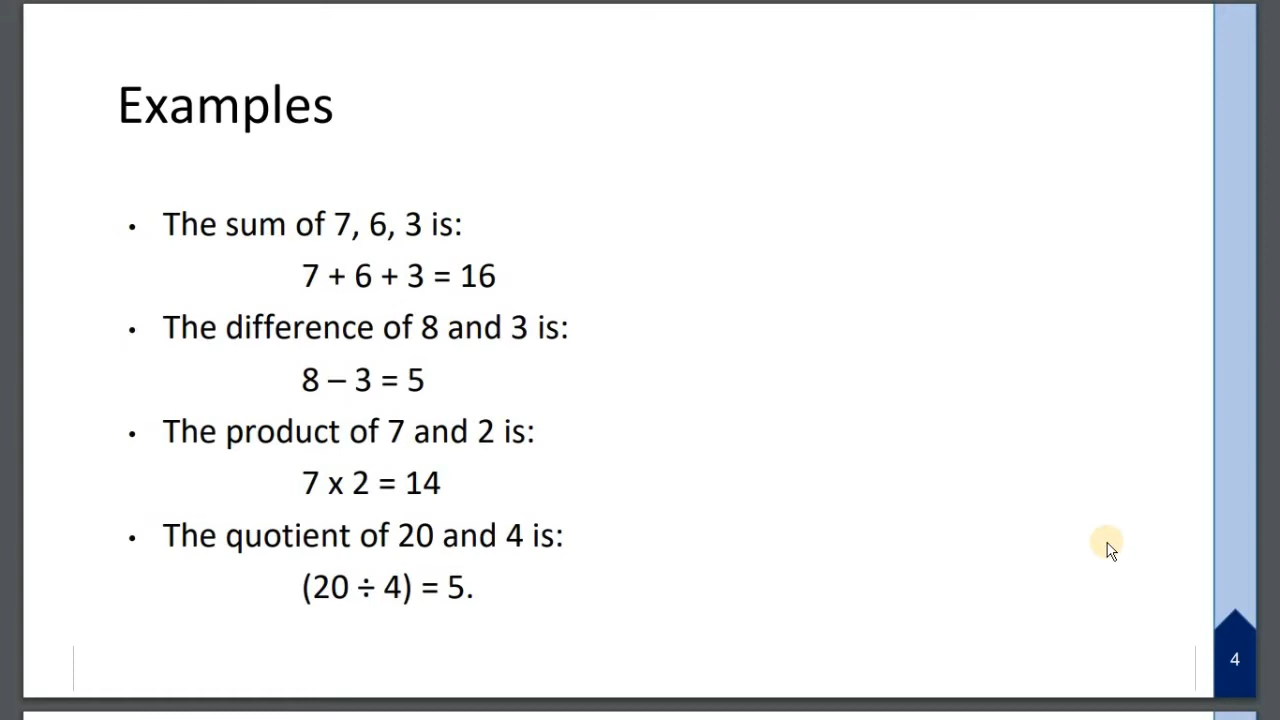 Examples
• The sum of 7, 6, 3 is:
7 + 6 + 3 = 16
• The difference of 8 and 3 is:
8 – 3 = 5
• The product of 7 and 2 is:
7 x 2 = 14
• The quotient of 20 and 4 is:
(20 ÷ 4) = 5.
4